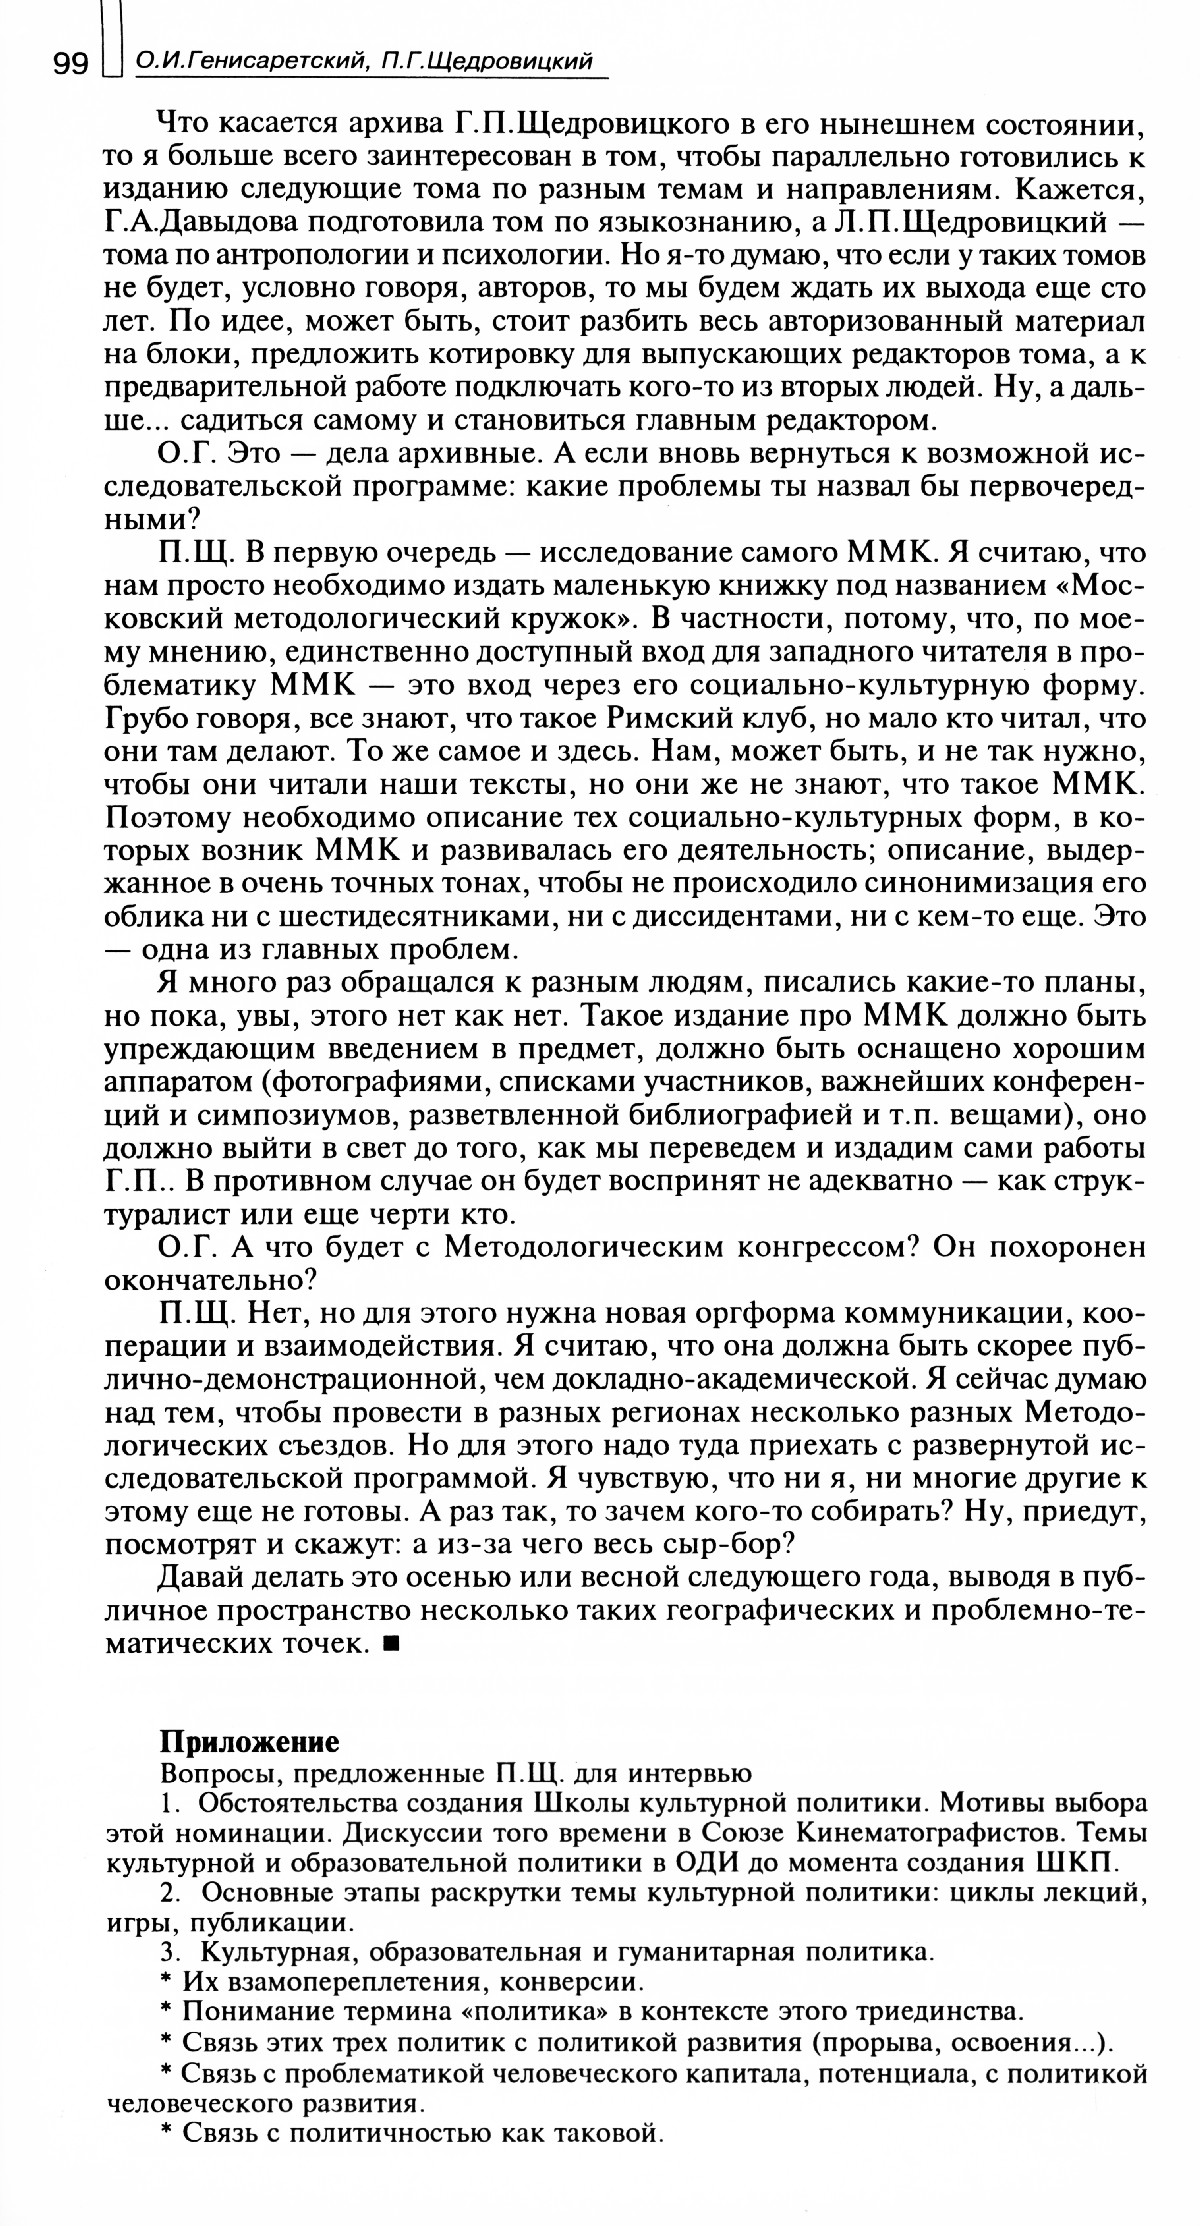 99 О.И.Генисаретский, П.Г.Щедровицкий
Что касается архива Г.П.Щедровицкого в его нынешнем состоянии,
то я больше всего заинтересован в том, чтобы параллельно готовились к
изданию следующие тома по разным темам и направлениям. Кажется,
Г.А.Давыдова подготовила том по языкознанию, а Л.П.Щедровицкий —
тома по антропологии и психологии. Но я-то думаю, что если у таких томов
не будет, условно говоря, авторов, то мы будем ждать их выхода еще сто
лет. По идее, может быть, стоит разбить весь авторизованный материал
на блоки, предложить котировку для выпускающих редакторов тома, а к
предварительной работе подключать кого-то из вторых людей. Ну, а даль-
ше... садиться самому и становиться главным редактором.
О.Г. Это — дела архивные. А если вновь вернуться к возможной ис-
следовательской программе: какие проблемы ты назвал бы первоочеред-
ными?
П.Щ. В первую очередь — исследование самого ММК. Я считаю, что
нам просто необходимо издать маленькую книжку под названием «Мос-
ковский методологический кружок». В частности, потому, что, по мое-
му мнению, единственно доступный вход для западного читателя в про-
блематику ММК — это вход через его социально-культурную форму.
Грубо говоря, все знают, что такое Римский клуб, но мало кто читал, что
они там делают. То же самое и здесь. Нам, может быть, и не так нужно,
чтобы они читали наши тексты, но они же не знают, что такое ММК.
Поэтому необходимо описание тех социально-культурных форм, в ко-
торых возник ММК и развивалась его деятельность; описание, выдер-
жанное в очень точных тонах, чтобы не происходило синонимизация его
облика ни с шестидесятниками, ни с диссидентами, ни с кем-то еще. Это
— одна из главных проблем.
Я много раз обращался к разным людям, писались какие-то планы,
но пока, увы, этого нет как нет. Такое издание про ММК должно быть
упреждающим введением в предмет, должно быть оснащено хорошим
аппаратом (фотографиями, списками участников, важнейших конферен-
ций и симпозиумов, разветвленной библиографией и т.п. вещами), оно
должно выйти в свет до того, как мы переведем и издадим сами работы
Г.П.. В противном случае он будет воспринят не адекватно — как струк-
туралист или еще черти кто.
О.Г. А что будет с Методологическим конгрессом? Он похоронен
окончательно?
П.Щ. Нет, но для этого нужна новая оргформа коммуникации, коо-
перации и взаимодействия. Я считаю, что она должна быть скорее пуб-
лично-демонстрационной, чем докладно-академической. Я сейчас думаю
над тем, чтобы провести в разных регионах несколько разных Методо-
логических съездов. Но для этого надо туда приехать с развернутой ис-
следовательской программой. Я чувствую, что ни я, ни многие другие к
этому еще не готовы. А раз так, то зачем кого-то собирать? Ну, приедут,
посмотрят и скажут: а из-за чего весь сыр-бор?
Давай делать это осенью или весной следующего года, выводя в пуб-
личное пространство несколько таких географических и проблемно-те-
матических точек. ■
Приложение
Вопросы, предложенные П.Щ. для интервью
1. Обстоятельства создания Школы культурной политики. Мотивы выбора
этой номинации. Дискуссии того времени в Союзе Кинематографистов. Темы
культурной и образовательной политики в ОДИ до момента создания ШКП.
2. Основные этапы раскрутки темы культурной политики: циклы лекций,
игры, публикации.
3. Культурная, образовательная и гуманитарная политика.
* Их взамопереплетения, конверсии.
* Понимание термина «политика» в контексте этого триединства.
* Связь этих трех политик с политикой развития (прорыва, освоения...).
* Связь с проблематикой человеческого капитала, потенциала, с политикой
человеческого развития.
* Связь с политичностью как таковой.